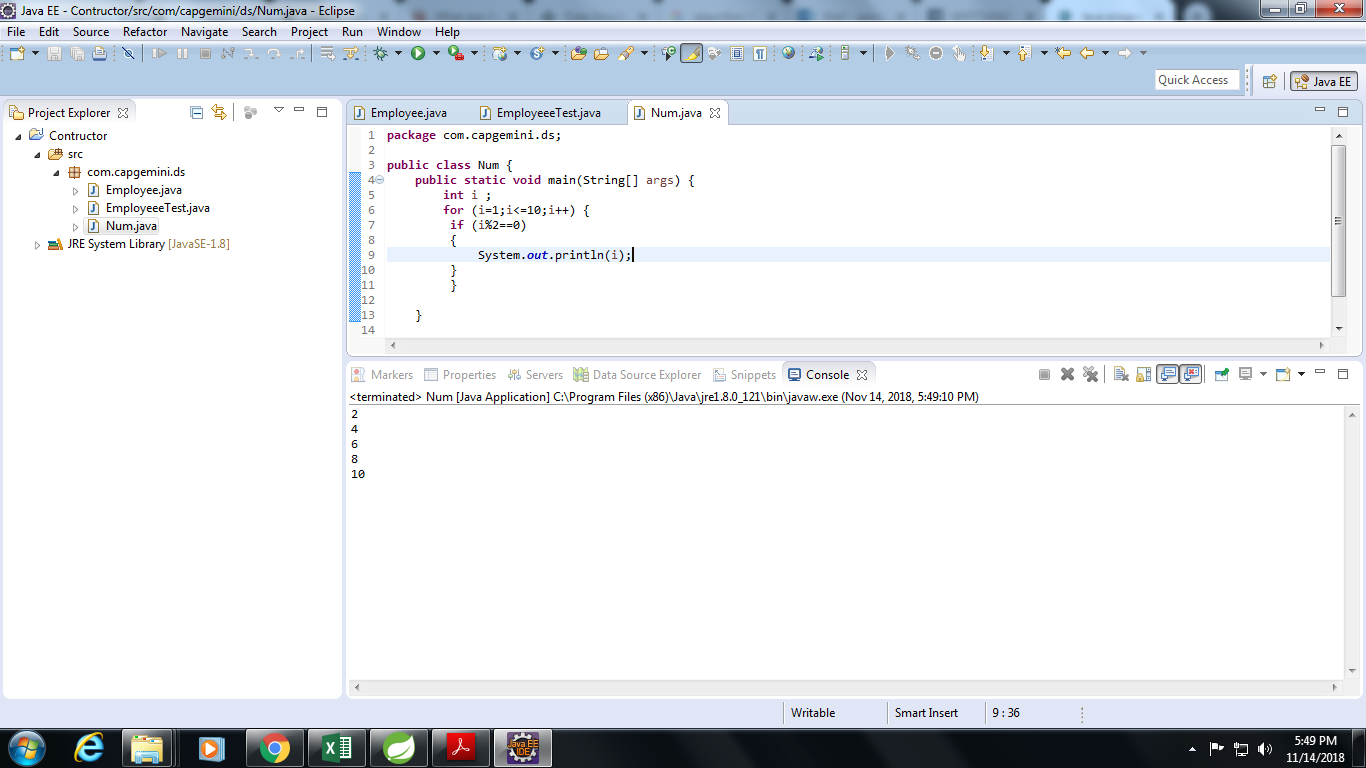 Java EE - Contructor/src/com/capgemini/ds/Num.java - Eclipse
File Edit Source Refactor Navigate Search Project Run Window Help
Quick Access
Java EE
Project Explorer
Contructor
src
com.capgemini.ds
Employee.java
EmployeeeTest.java
Num.java
JRE System Library [JavaSE-1.8]
Employee.java EmployeeeTest.java Num.java
1 package com.capgemini.ds;
2
3 public class Num {
4 public static void main(String[] args) {
5 int i ;
6 for (i=1;i<=10;i++) {
7 if (i%2==0)
8 {
9 System.out.println(i);
10 }
11 }
12
13 }
14
Markers Properties Servers Data Source Explorer Snippets Console
<terminated> Num [Java Application] C:\Program Files (x86)\Java\jre1.8.0_121\bin\javaw.exe (Nov 14, 2018, 5:49:10 PM)
2
4
6
8
10
Writable Smart Insert 9 : 36
Java EE
IDE
5:49 PM
11/14/2018